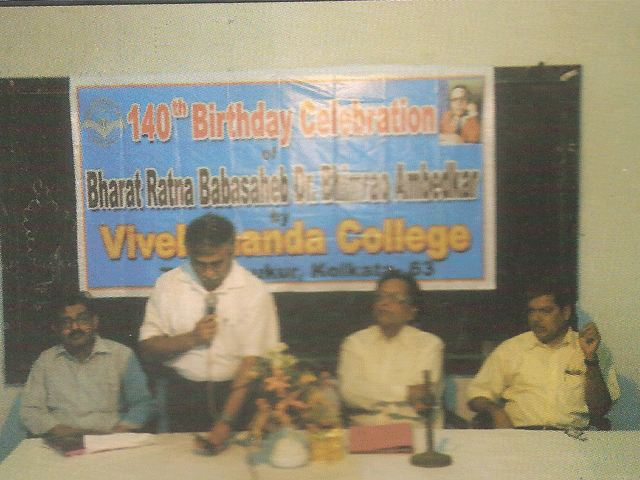 140th Birthday Celebration
of
Bharat Ratna Babasaheb Dr. Bhimrao Ambedkar
by
Vivekananda College
Kolkata 63